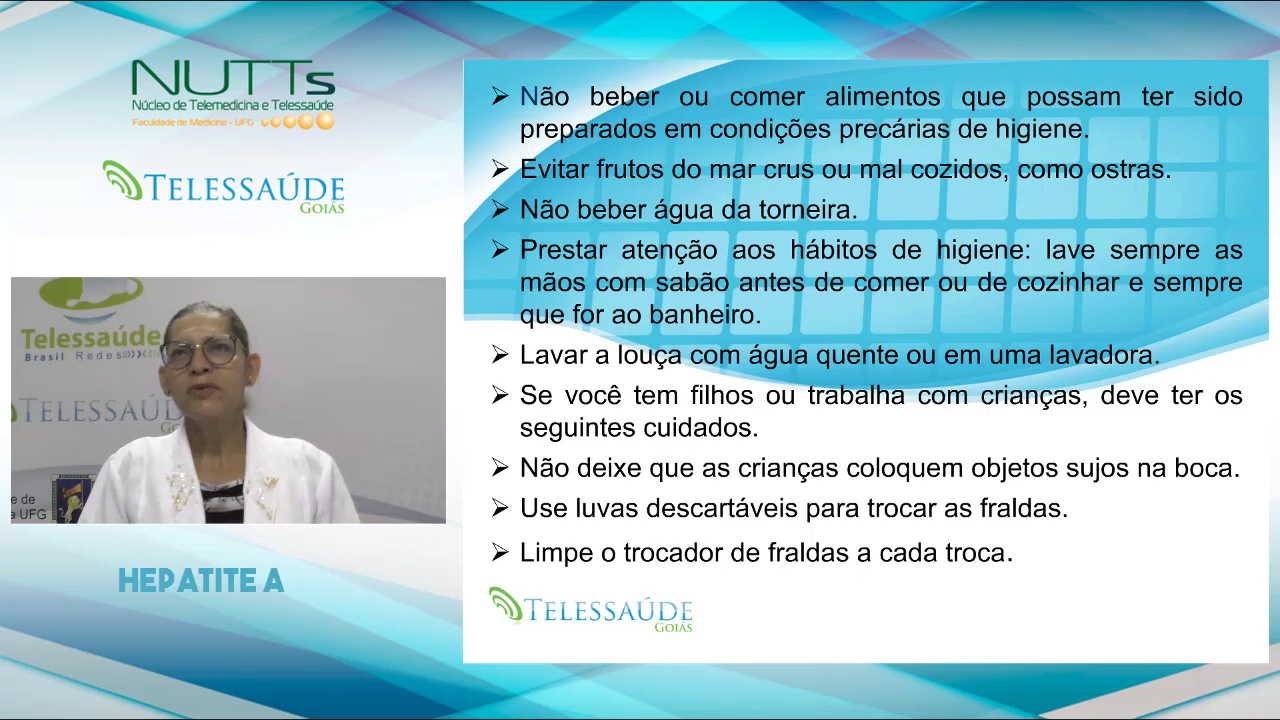 NUTTs
Núcleo de Telemedicina e Telessaúde
Faculdade de Medicina - UFG
TELESSAÚDE
GOIÁS
Telessaúde
Brasil Redes
TELESSAÚD
GO
e de
a UFG
HEPATITE A
Não beber ou comer alimentos que possam ter sido
preparados em condições precárias de higiene.
Evitar frutos do mar crus ou mal cozidos, como ostras.
Não beber água da torneira.
Prestar atenção aos hábitos de higiene: lave sempre as
mãos com sabão antes de comer ou de cozinhar e sempre
que for ao banheiro.
Lavar a louça com água quente ou em uma lavadora.
Se você tem filhos ou trabalha com crianças, deve ter os
seguintes cuidados.
Não deixe que as crianças coloquem objetos sujos na boca.
Use luvas descartáveis para trocar as fraldas.
Limpe o trocador de fraldas a cada troca.
TELESSAÚDE
GOIÁS